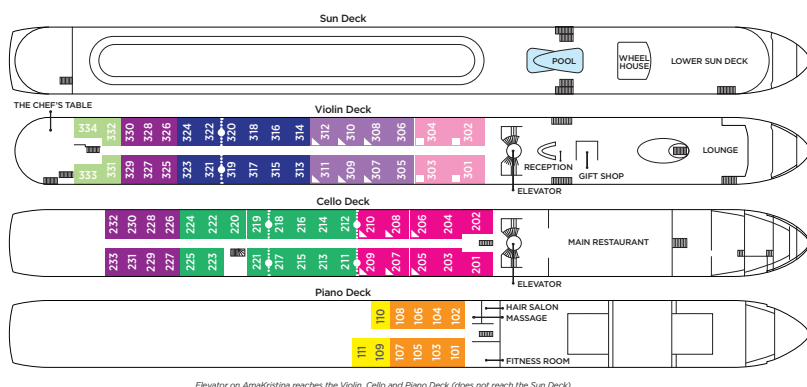 Sun Deck
POOL
WHEEL
HOUSE
LOWER SUN DECK
THE CHEF'S TABLE
Violin Deck
334 332 330 328 326 324 322 320 318 316 314 312 310 308 306 304 302
333 331 329 327 325 323 321 319 317 315 313 311 309 307 305 303 301
RECEPTION
GIFT SHOP
LOUNGE
ELEVATOR
Cello Deck
232 230 228 226 224 222 220 219 218 216 214 212 210 208 206 204 202
233 231 229 227 225 223 221 217 215 213 211 209 207 205 203 201
MAIN RESTAURANT
ELEVATOR
Piano Deck
110 108 106 104 102
111 109 107 105 103 101
HAIR SALON
MASSAGE
FITNESS ROOM
Elevator on AmaKristina reaches the Violin, Cello and Piano Deck (does not reach the Sun Deck)